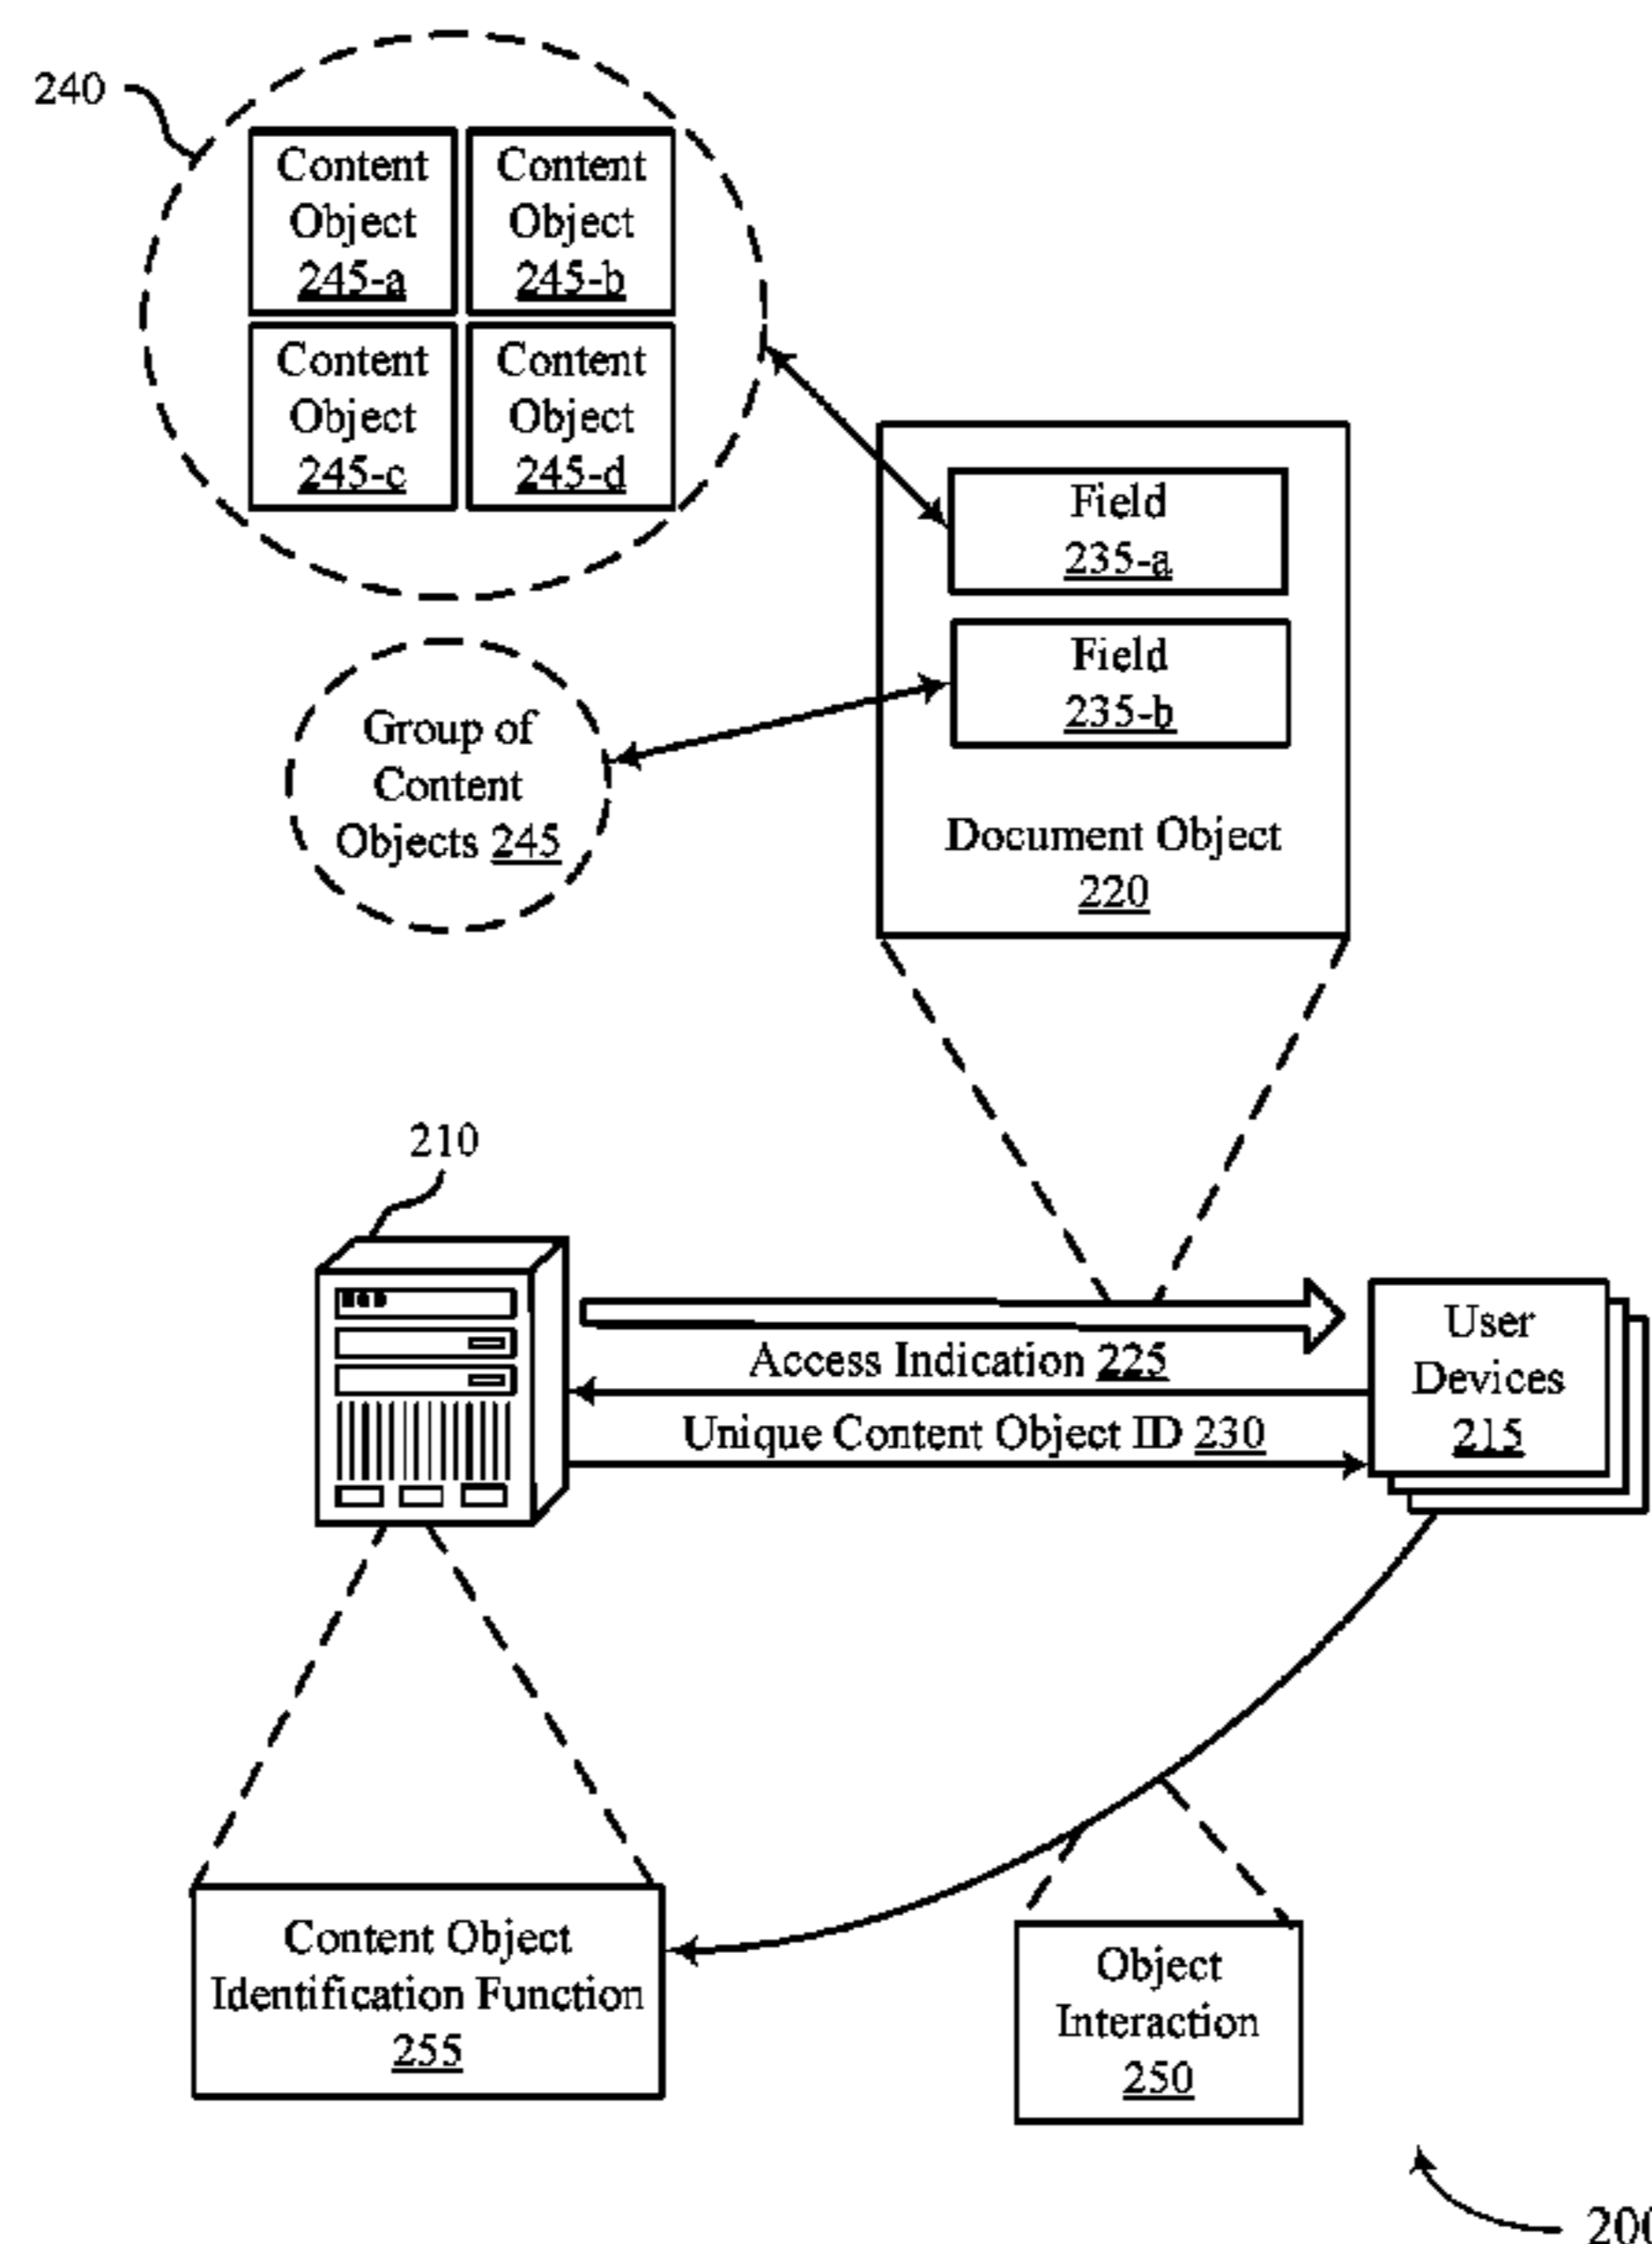 240
Content
Object
245-a
Content
Object
245-b
Content
Object
245-c
Content
Object
245-d
Field
235-a
Field
235-b
Group of
Content
Objects 245
Document Object
220
210
Access Indication 225
Unique Content Object ID 230
User
Devices
215
Content Object
Identification Function
255
Object
Interaction
250
200